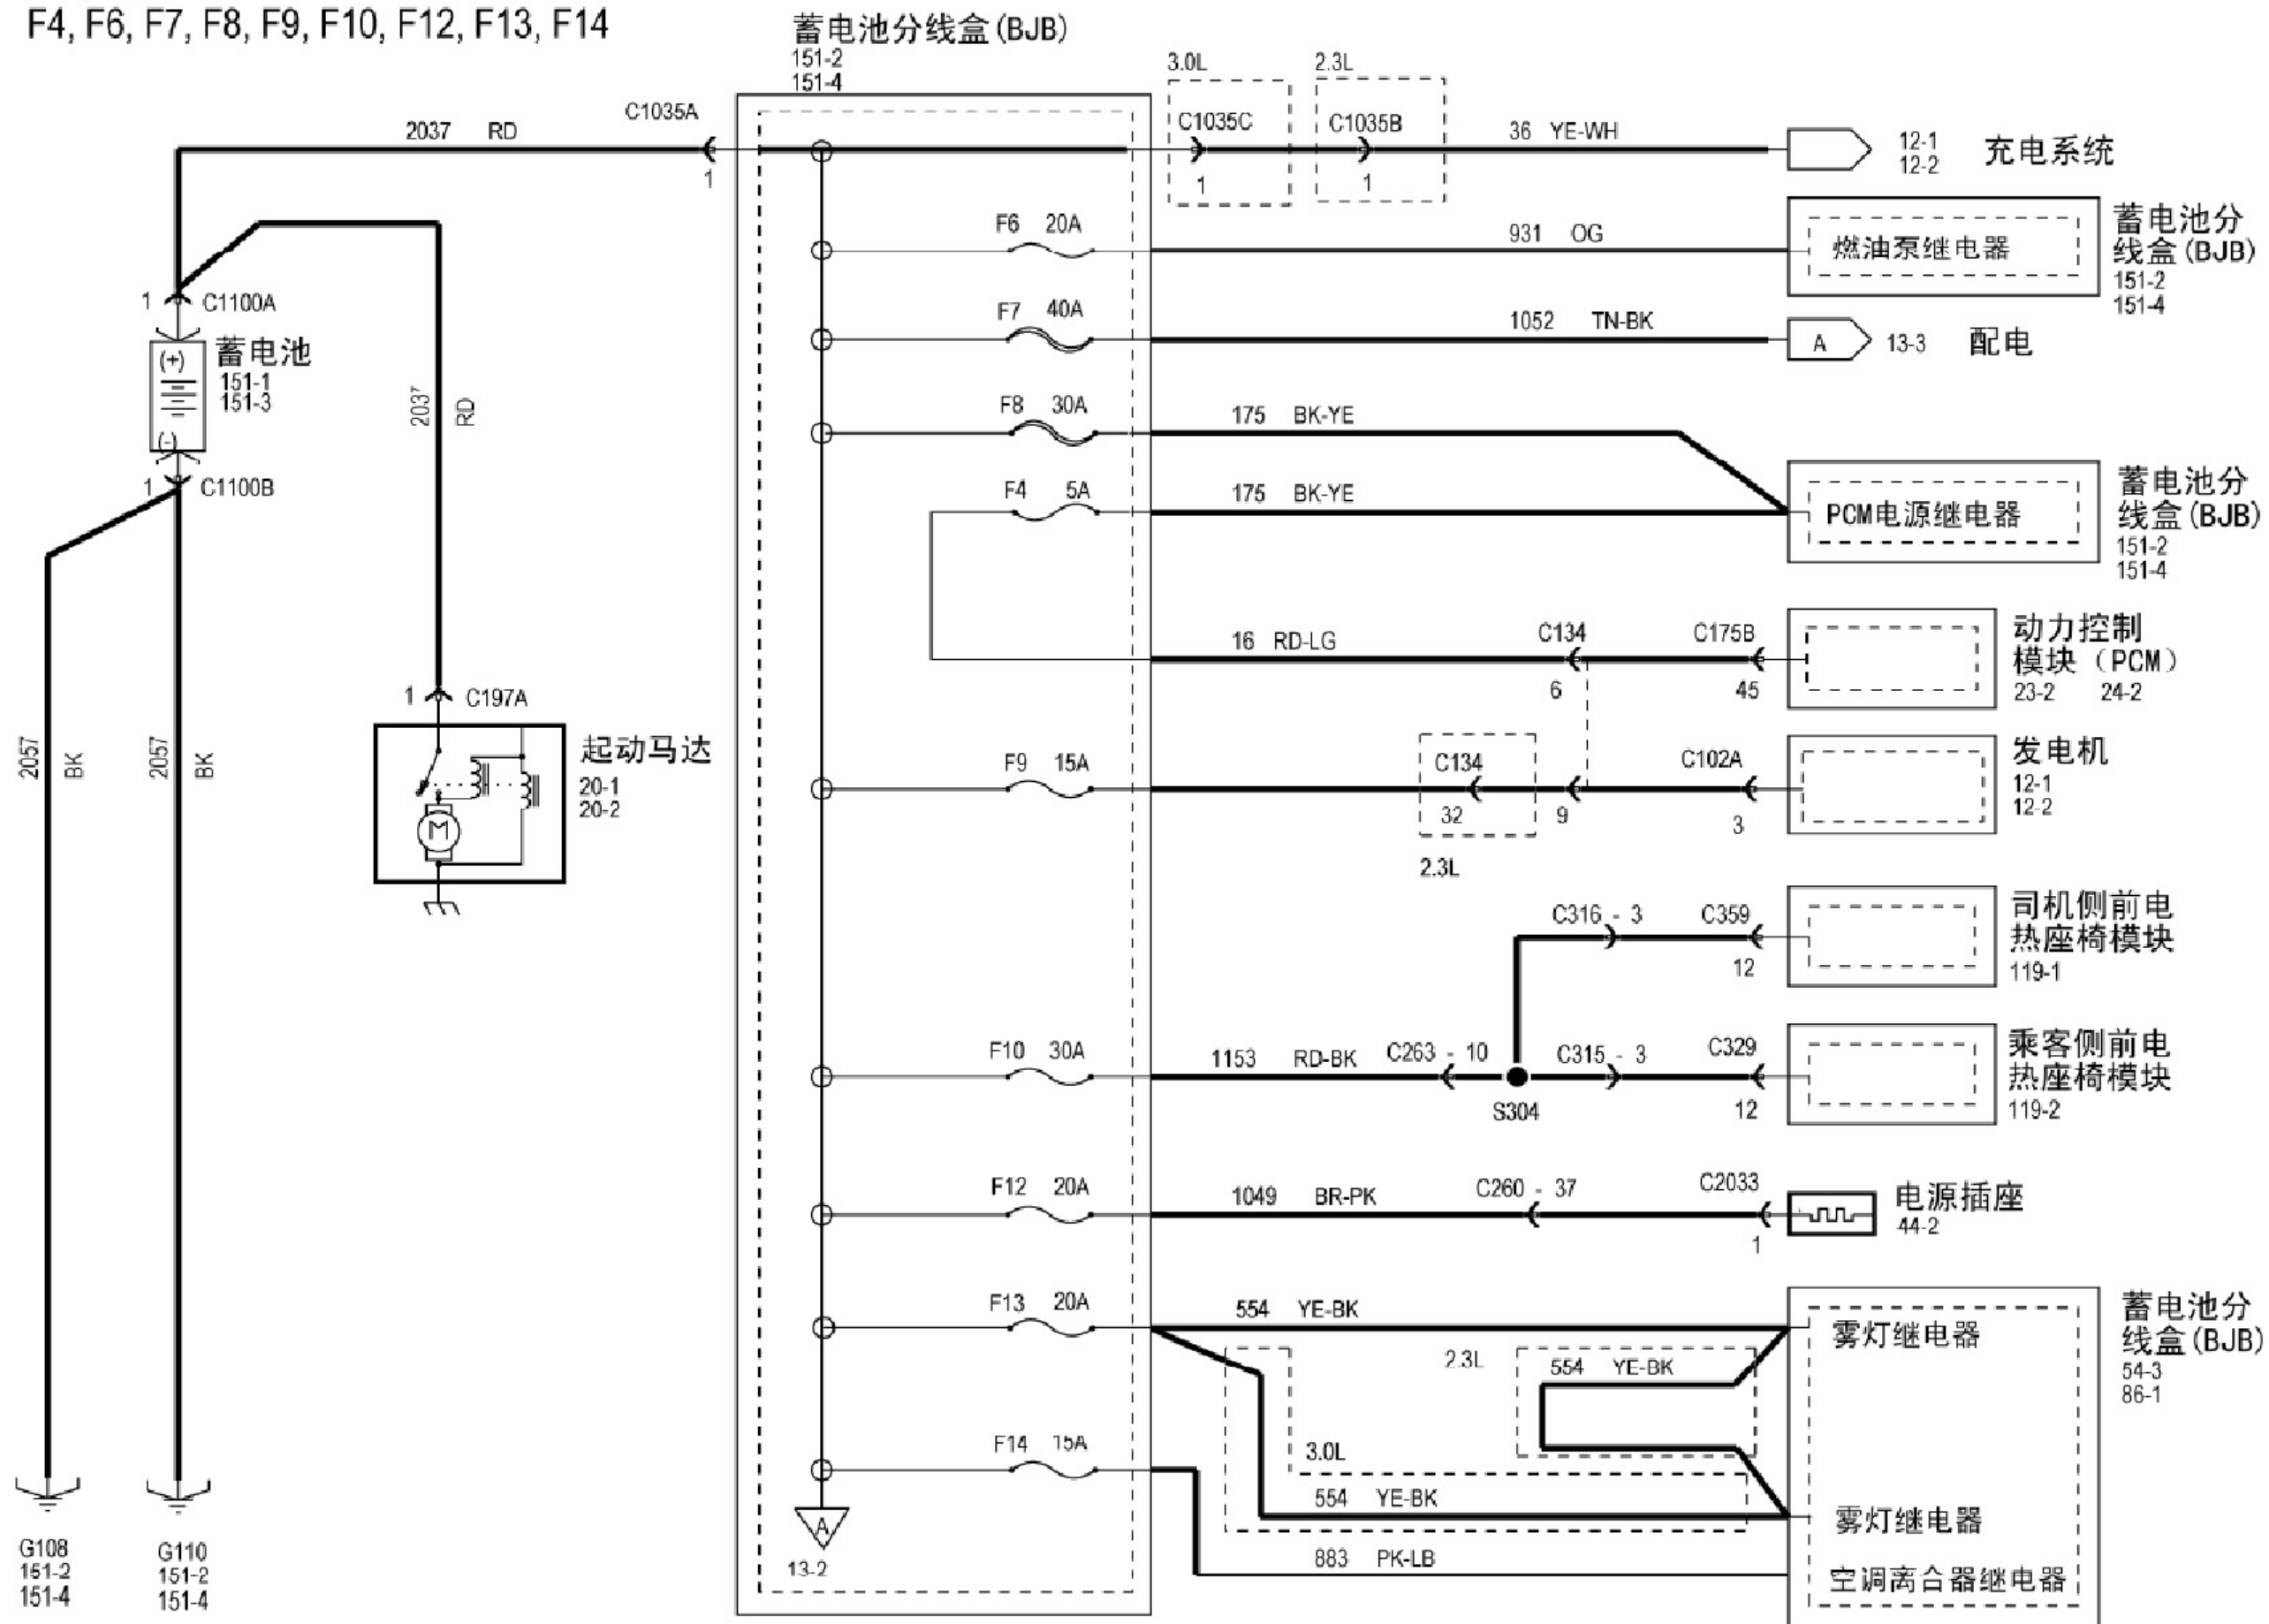 F4, F6, F7, F8, F9, F10, F12, F13, F14
蓄电池分线盒(BJB)
151-2
151-4
3.0L
2.3L
C1035A
1
2037 RD
C1035C
1
C1035B
1
36 YE-WH
12-1
12-2
充电系统
F6 20A
931 OG
燃油泵继电器
蓄电池分
线盒(BJB)
151-2
151-4
1 C1100A
(+)
(-)
蓄电池
151-1
151-3
1 C1100B
2037
RD
F7 40A
1052 TN-BK
A
13-3 配电
F8 30A
175 BK-YE
F4 5A
175 BK-YE
PCM电源继电器
蓄电池分
线盒(BJB)
151-2
151-4
16 RD-LG
C134
6
C175B
45
动力控制
模块（PCM）
23-2 24-2
1 C197A
M
起动马达
20-1
20-2
2057
BK
2057
BK
F9 15A
C134
32
2.3L
9
C102A
3
发电机
12-1
12-2
C316 - 3
C359
12
司机侧前电
热座椅模块
119-1
F10 30A
1153 RD-BK
C263 - 10
S304
C315 - 3
C329
12
乘客侧前电
热座椅模块
119-2
F12 20A
1049 BR-PK
C260 - 37
C2033
1
电源插座
44-2
F13 20A
554 YE-BK
雾灯继电器
蓄电池分
线盒(BJB)
54-3
86-1
2.3L
554 YE-BK
F14 15A
3.0L
554 YE-BK
雾灯继电器
883 PK-LB
空调离合器继电器
A
13-2
G108
151-2
151-4
G110
151-2
151-4